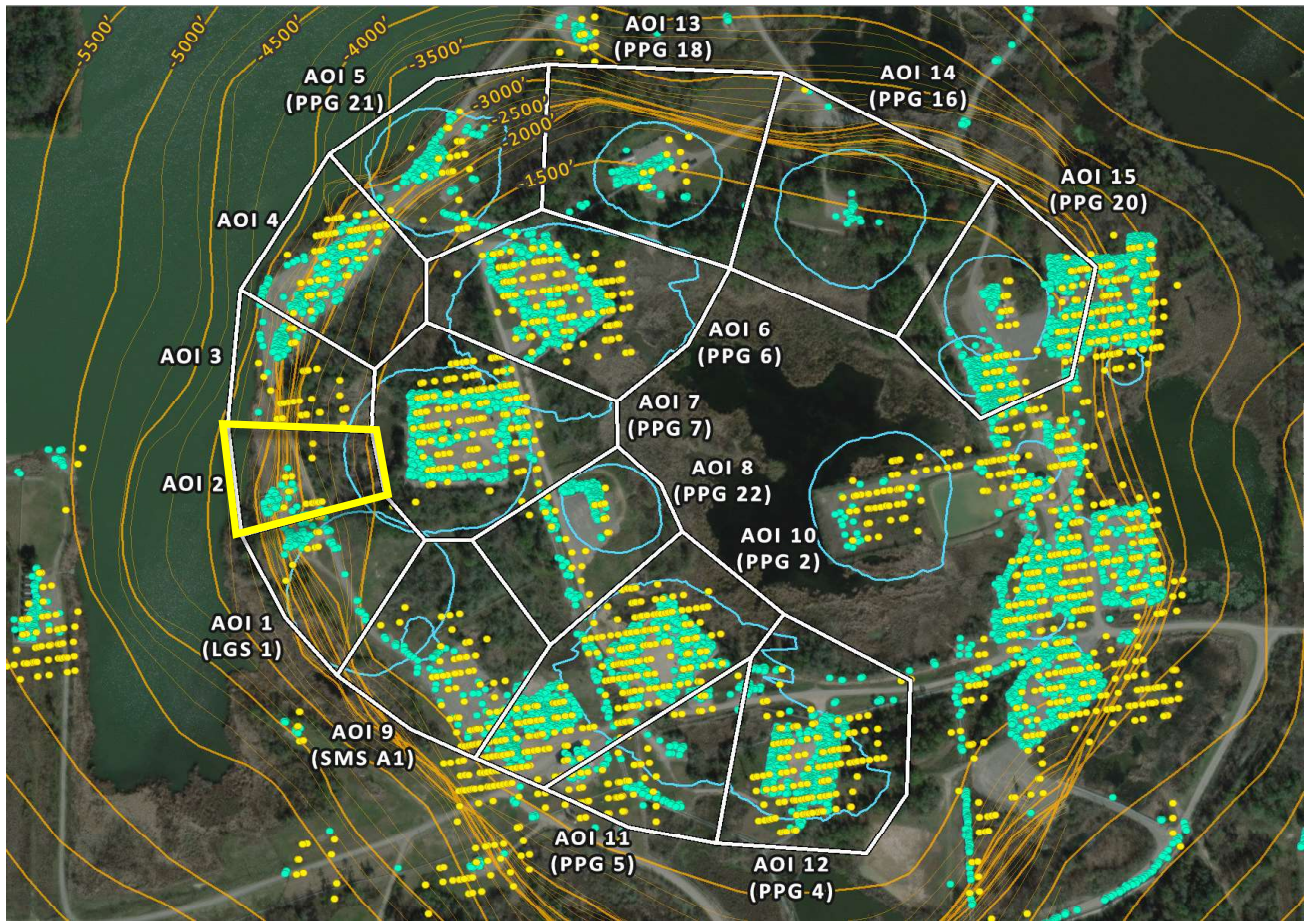 -5500'
-5000'
-4500'
-4000'
-3500'
-3000'
-2500'
-2000'
-1500'
AOI 13
(PPG 18)
AOI 14
(PPG 16)
AOI 5
(PPG 21)
AOI 15
(PPG 20)
AOI 4
AOI 3
AOI 6
(PPG 6)
AOI 7
(PPG 7)
AOI 2
AOI 8
(PPG 22)
AOI 10
(PPG 2)
AOI 1
(LGS 1)
AOI 9
(SMS A1)
AOI 11
(PPG 5)
AOI 12
(PPG 4)